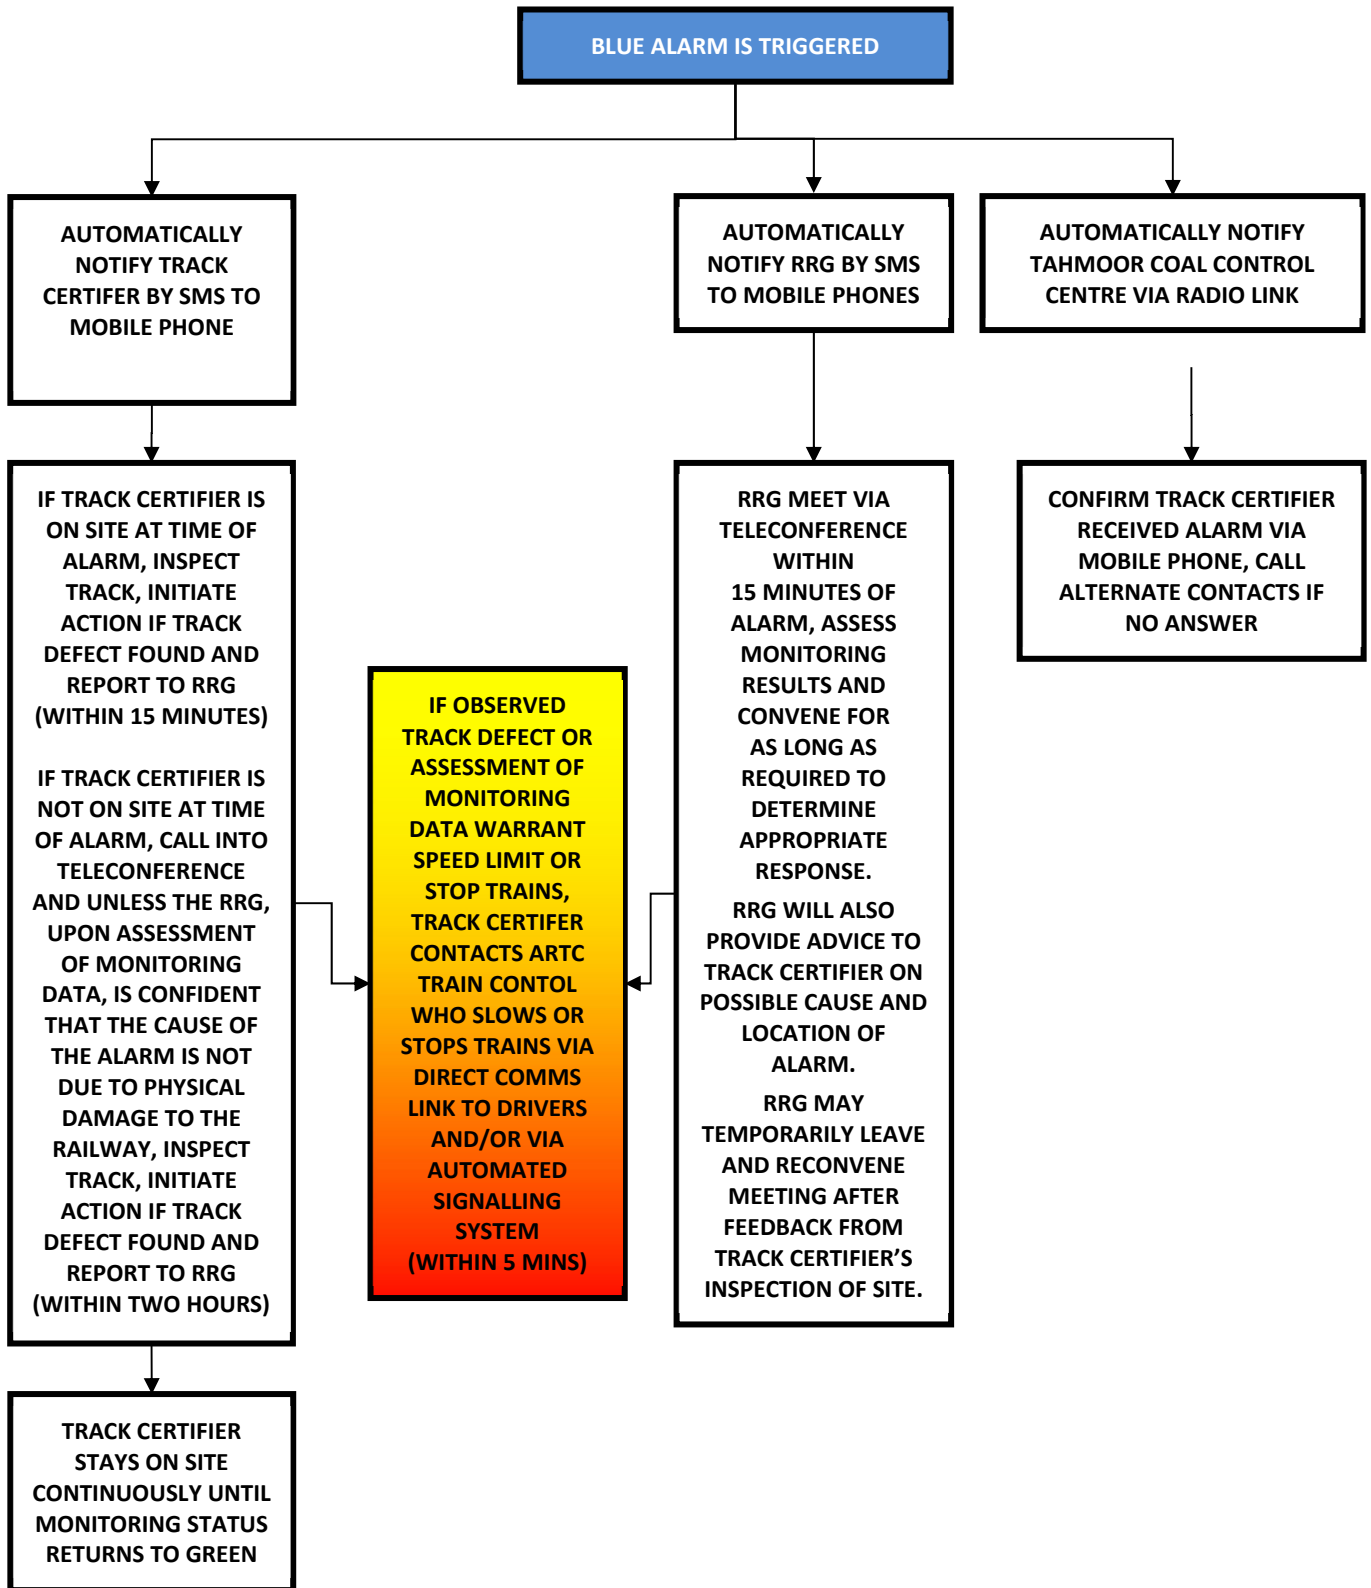 BLUE ALARM IS TRIGGERED
AUTOMATICALLY
NOTIFY TRACK
CERTIFER BY SMS TO
MOBILE PHONE
AUTOMATICALLY
NOTIFY RRG BY SMS
TO MOBILE PHONES
AUTOMATICALLY NOTIFY
TAHMOOR COAL CONTROL
CENTRE VIA RADIO LINK
IF TRACK CERTIFIER IS
ON SITE AT TIME OF
ALARM, INSPECT
TRACK, INITIATE
ACTION IF TRACK
DEFECT FOUND AND
REPORT TO RRG
(WITHIN 15 MINUTES)
IF TRACK CERTIFIER IS
NOT ON SITE AT TIME
OF ALARM, CALL INTO
TELECONFERENCE
AND UNLESS THE RRG,
UPON ASSESSMENT
OF MONITORING
DATA, IS CONFIDENT
THAT THE CAUSE OF
THE ALARM IS NOT
DUE TO PHYSICAL
DAMAGE TO THE
RAILWAY, INSPECT
TRACK, INITIATE
ACTION IF TRACK
DEFECT FOUND AND
REPORT TO RRG
(WITHIN TWO HOURS)
IF OBSERVED
TRACK DEFECT OR
ASSESSMENT OF
MONITORING
DATA WARRANT
SPEED LIMIT OR
STOP TRAINS,
TRACK CERTIFER
CONTACTS ARTC
TRAIN CONTOL
WHO SLOWS OR
STOPS TRAINS VIA
DIRECT COMMS
LINK TO DRIVERS
AND/OR VIA
AUTOMATED
SIGNALLING
SYSTEM
(WITHIN 5 MINS)
RRG MEET VIA
TELECONFERENCE
WITHIN
15 MINUTES OF
ALARM, ASSESS
MONITORING
RESULTS AND
CONVENE FOR
AS LONG AS
REQUIRED TO
DETERMINE
APPROPRIATE
RESPONSE.
RRG WILL ALSO
PROVIDE ADVICE TO
TRACK CERTIFIER ON
POSSIBLE CAUSE AND
LOCATION OF
ALARM.
RRG MAY
TEMPORARILY LEAVE
AND RECONVENE
MEETING AFTER
FEEDBACK FROM
TRACK CERTIFIER’S
INSPECTION OF SITE.
CONFIRM TRACK CERTIFIER
RECEIVED ALARM VIA
MOBILE PHONE, CALL
ALTERNATE CONTACTS IF
NO ANSWER
TRACK CERTIFIER
STAYS ON SITE
CONTINUOUSLY UNTIL
MONITORING STATUS
RETURNS TO GREEN